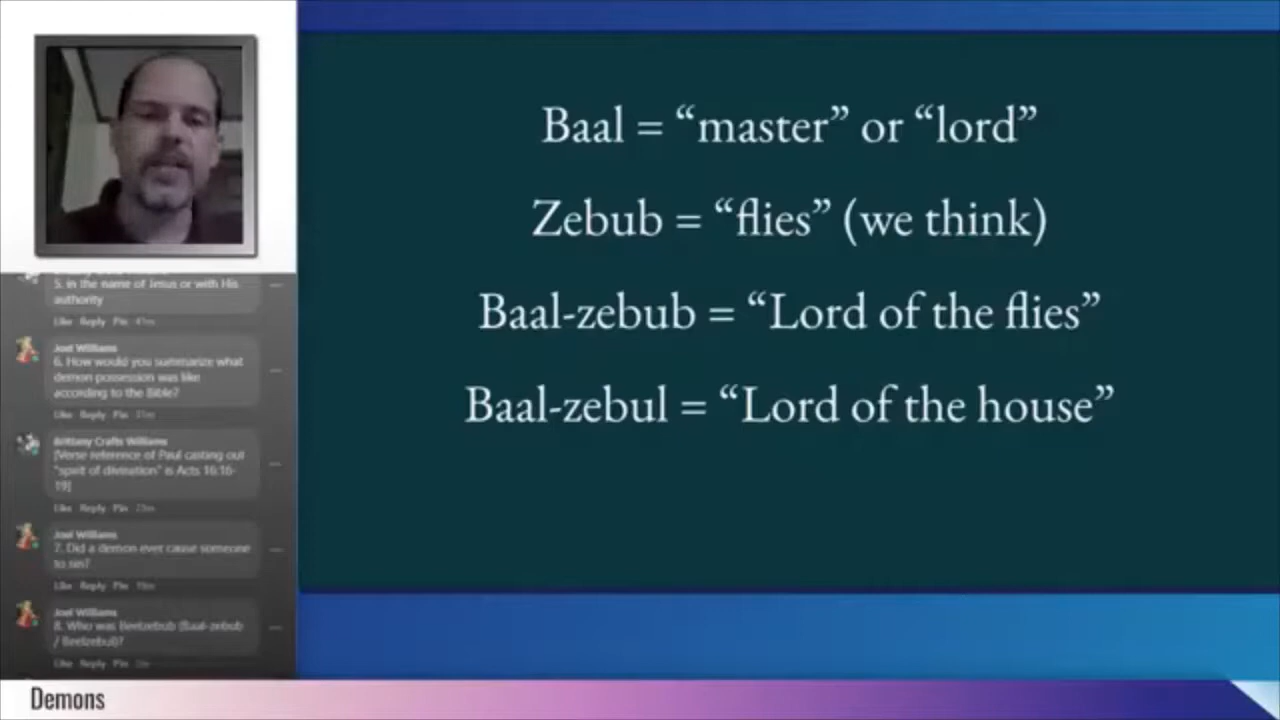 Baal = “master” or “lord”
Zebub = “flies” (we think)
Baal-zebub = “Lord of the flies”
Baal-zebul = “Lord of the house”
5. in the name of Jesus or with His
authority
Like Reply Pin 41m
Joel Williams
6. How would you summarize what
demon possession was like
according to the Bible?
Like Reply Pin 31m
Brittany Crafts Williams
[Verse reference of Paul casting out
"spirit of divination" is Acts 16:16-
19]
Like Reply Pin 23m
Joel Williams
7. Did a demon ever cause someone
to sin?
Like Reply Pin
Joel Williams
8. Who was Beelzebub (Baal-zebub
/ Beelzebul)?
Like Reply Pin
Demons